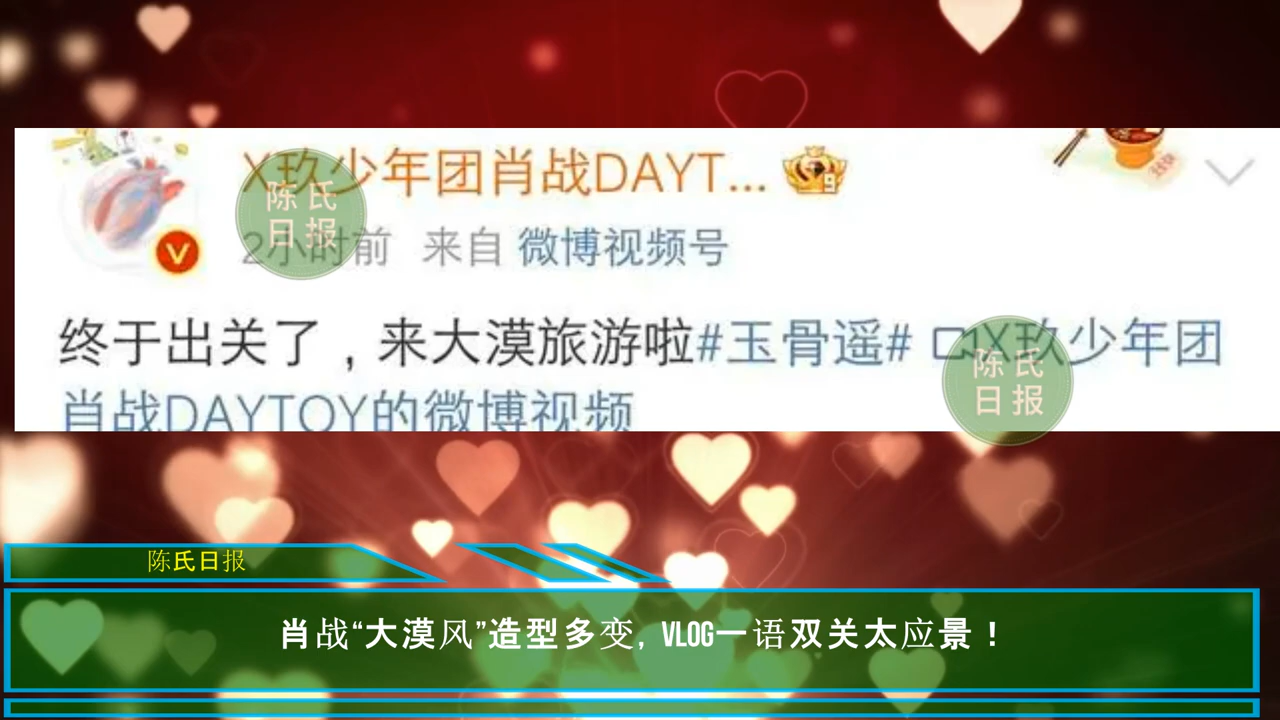 X玖少年团肖战DAYT...
2小时前 来自 微博视频号
终于出关了，来大漠旅游啦#玉骨遥# 口X玖少年团
肖战DAYTOY的微博视频
陈氏
日报
陈氏
日报
陈氏日报
肖战“大漠风”造型多变，VLOG一语双关太应景！